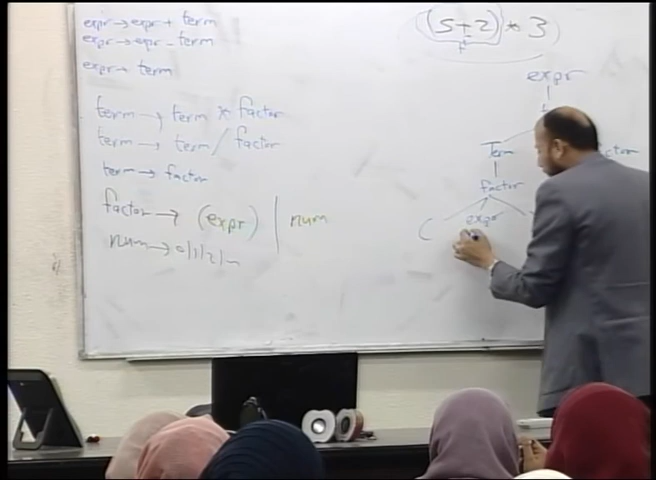 expr → expr + term
expr → expr - term
expr → term
term → term * factor
term → term / factor
term → factor
factor → (expr) | num
num → 0|1|2|~
(5+2) * 3
expr
Term
factor
( expr